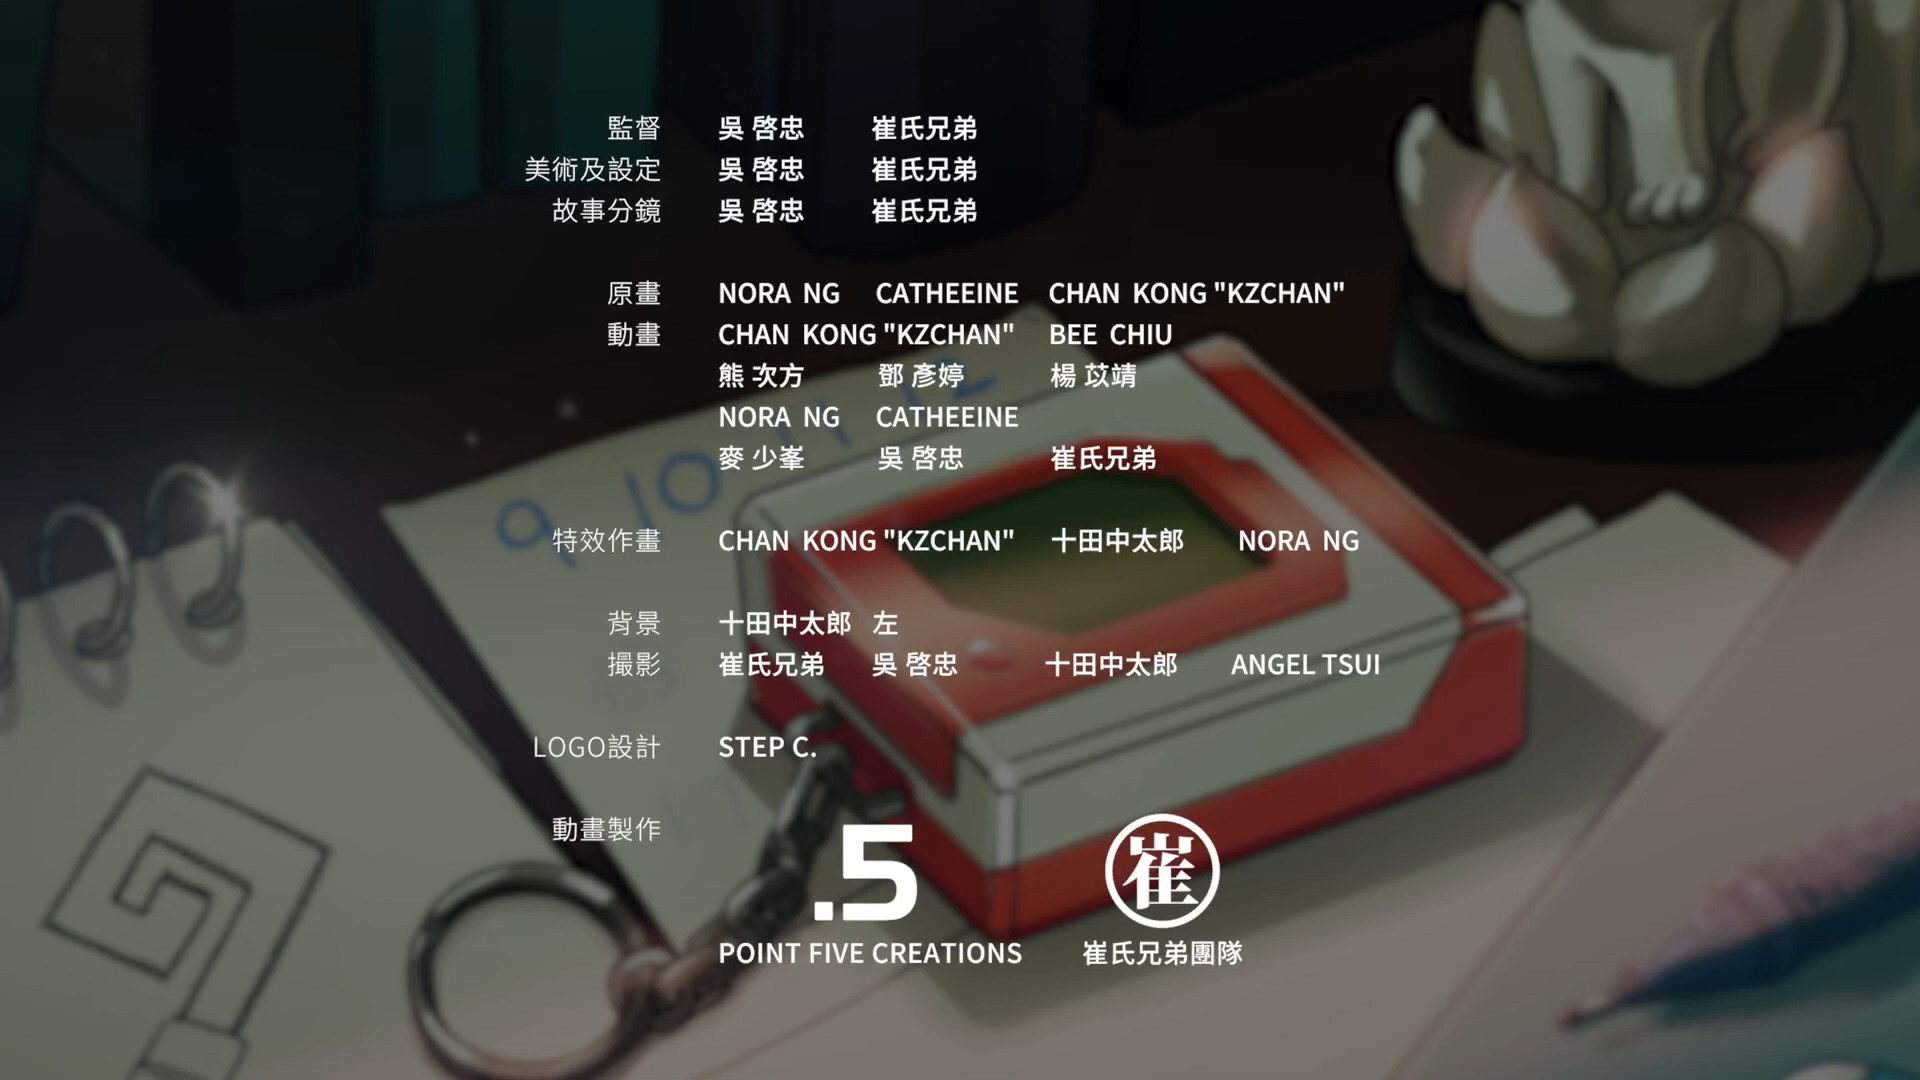 監督 吳 啓忠 崔氏兄弟
美術及設定 吳 啓忠 崔氏兄弟
故事分鏡 吳 啓忠 崔氏兄弟
原畫 NORA NG CATHEEINE CHAN KONG "KZCHAN"
動畫 CHAN KONG "KZCHAN" BEE CHIU
熊 次方 鄧 彥婷 楊 苡靖
NORA NG CATHEEINE
麥 少峯 吳 啓忠 崔氏兄弟
特效作畫 CHAN KONG "KZCHAN" 十田中太郎 NORA NG
背景 十田中太郎 左
撮影 崔氏兄弟 吳 啓忠 十田中太郎 ANGEL TSUI
LOGO設計 STEP C.
動畫製作
.5 崔
POINT FIVE CREATIONS 崔氏兄弟團隊
9 10 11 12